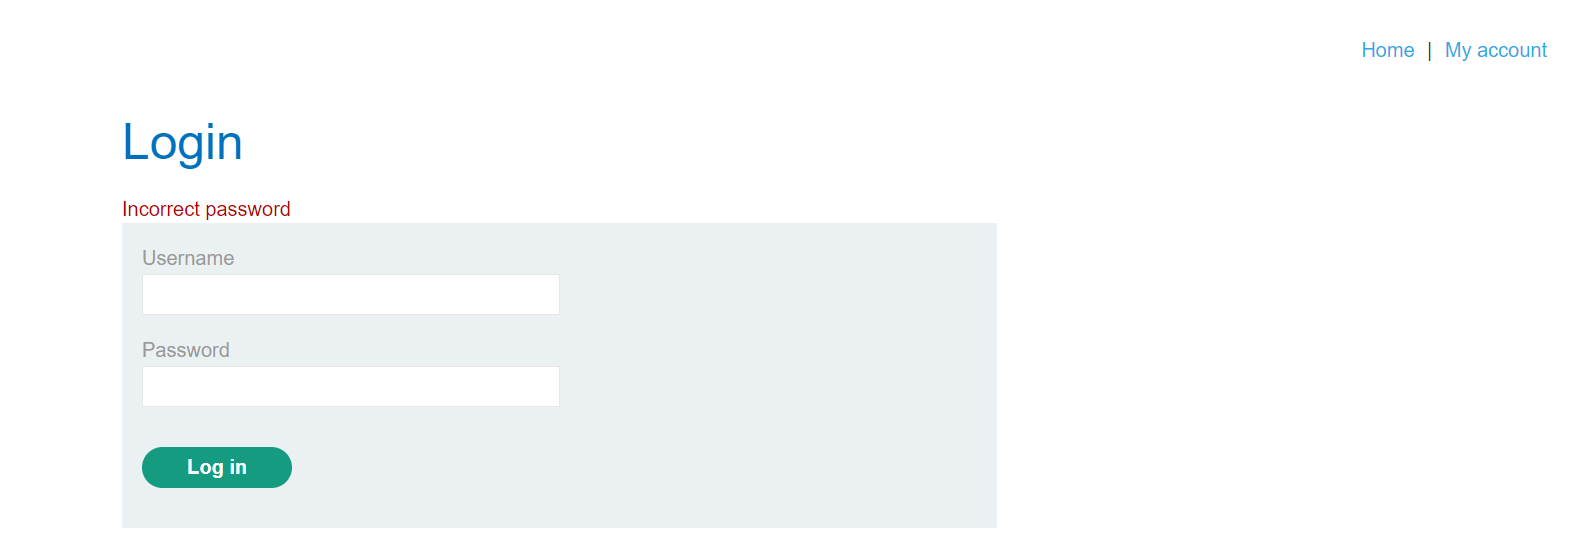 Home | My account
Login
Incorrect password
Username
Password
Log in